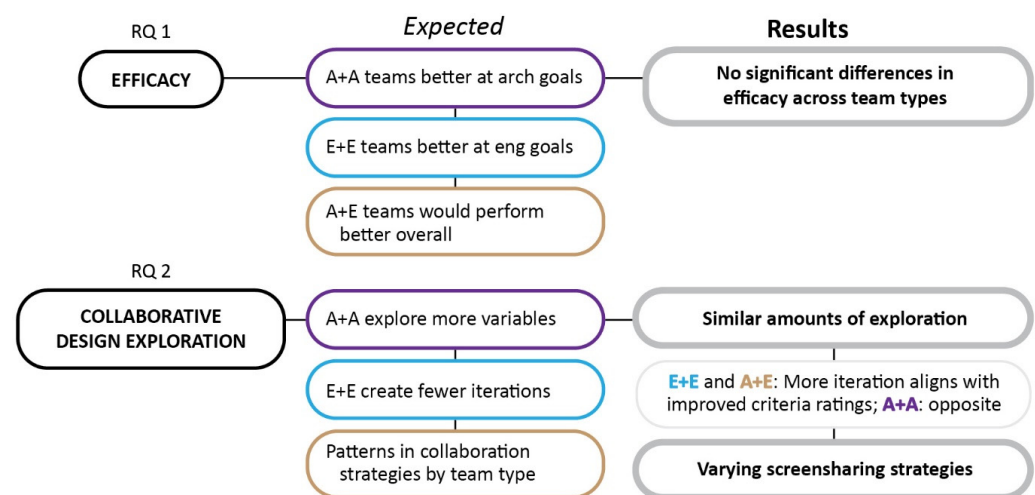 RQ 1
Expected
Results
EFFICACY
A+A teams better at arch goals
No significant differences in
efficacy across team types
E+E teams better at eng goals
A+E teams would perform
better overall
RQ 2
COLLABORATIVE
DESIGN EXPLORATION
A+A explore more variables
Similar amounts of exploration
E+E create fewer iterations
E+E and A+E: More iteration aligns with
improved criteria ratings; A+A: opposite
Patterns in collaboration
strategies by team type
Varying screensharing strategies